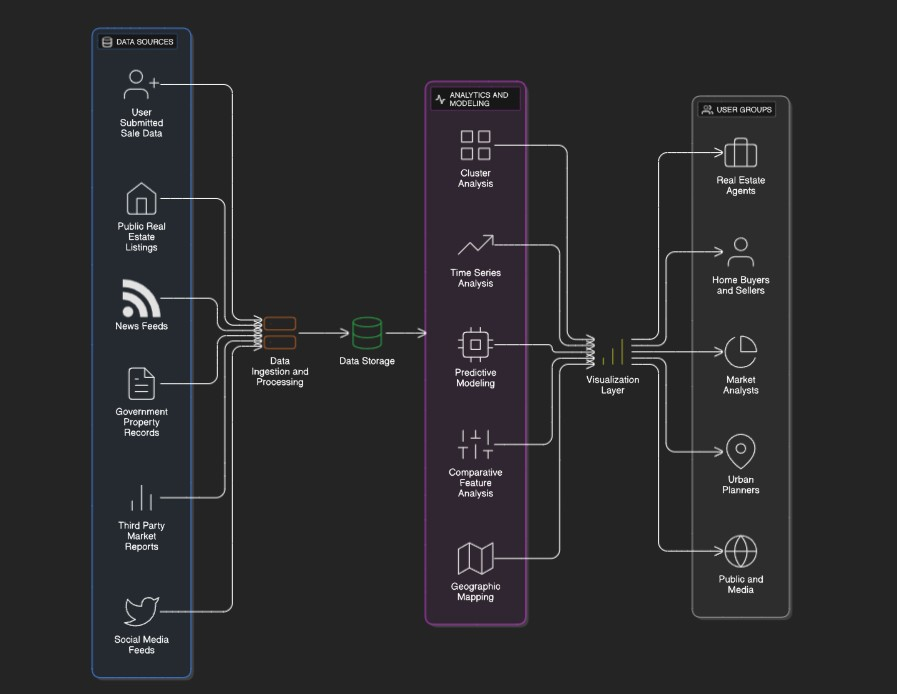 DATA SOURCES
User
Submitted
Sale Data
Public Real
Estate
Listings
News Feeds
Government
Property
Records
Third Party
Market
Reports
Social Media
Feeds
Data
Ingestion and
Processing
Data Storage
ANALYTICS AND
MODELING
Cluster
Analysis
Time Series
Analysis
Predictive
Modeling
Comparative
Feature
Analysis
Geographic
Mapping
Visualization
Layer
USER GROUPS
Real Estate
Agents
Home Buyers
and Sellers
Market
Analysts
Urban
Planners
Public and
Media